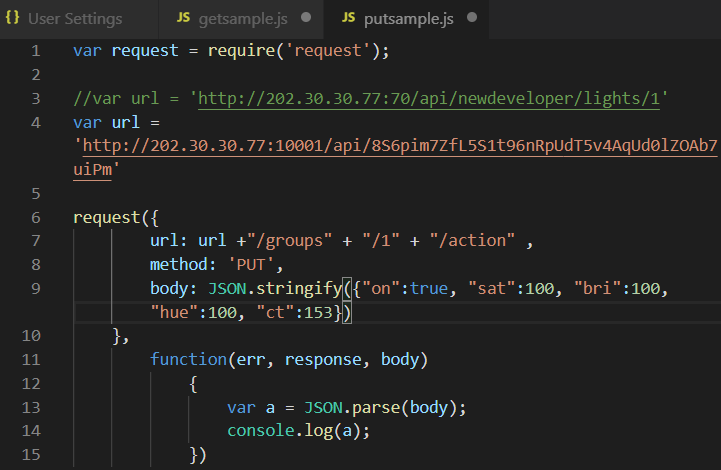 {} User Settings JS getsample.js ● JS putsample.js ●
1 var request = require('request');
2
3 //var url = 'http://202.30.30.77:70/api/newdeveloper/lights/1'
4 var url =
'http://202.30.30.77:10001/api/8S6pim7ZfL5S1t96nRpUdT5v4AqUd0lZOAb7
uiPm'
5
6 request({
7 url: url +"/groups" + "/1" + "/action" ,
8 method: 'PUT',
9 body: JSON.stringify({"on":true, "sat":100, "bri":100,
"hue":100, "ct":153})
10 },
11 function(err, response, body)
12 {
13 var a = JSON.parse(body);
14 console.log(a);
15 })